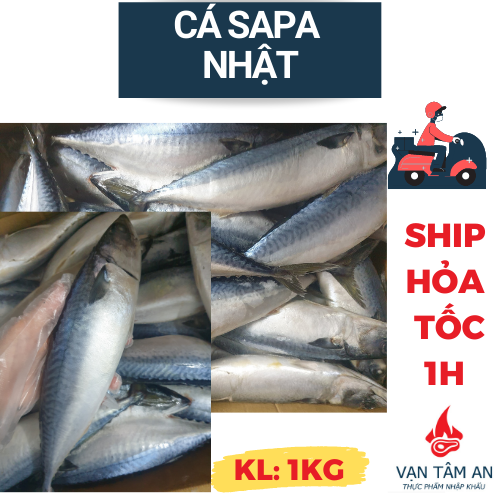 CÁ SAPA
NHẬT
SHIP
HỎA
TỐC
1H
KL: 1KG
VẠN TÂM AN
THỰC PHẨM NHẬP KHẨU